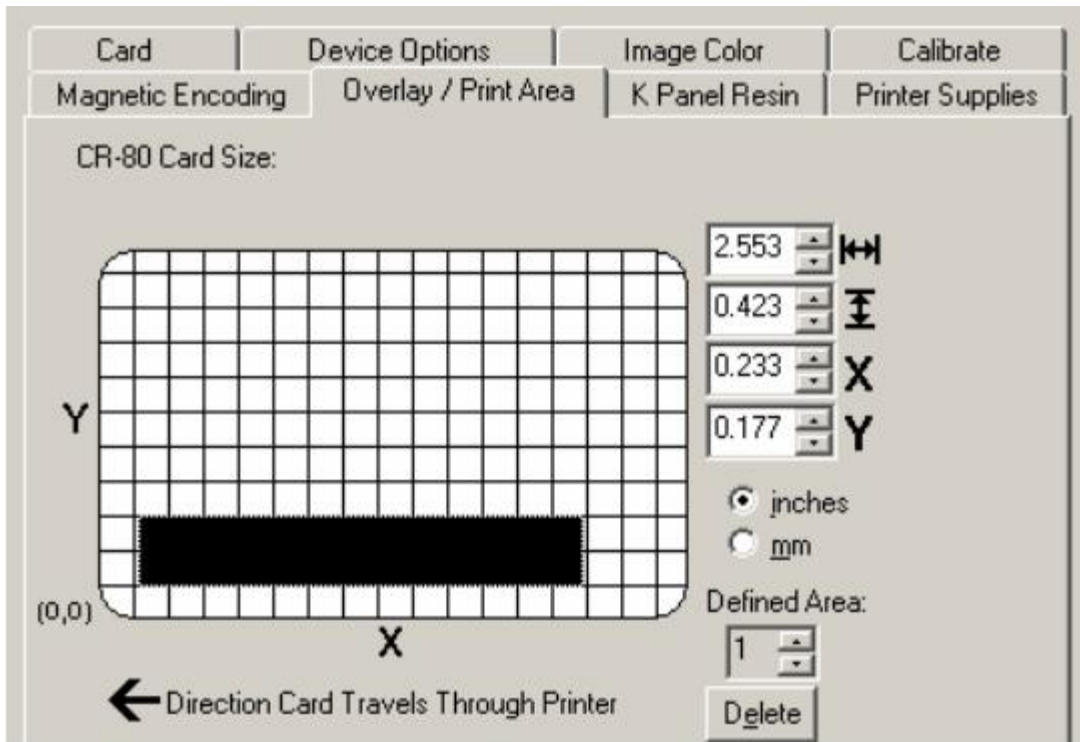 Card Device Options Image Color Calibrate
Magnetic Encoding Overlay / Print Area K Panel Resin Printer Supplies
CR-80 Card Size:
2.553
0.423
0.233 X
Y 0.177 Y
inches
mm
(0,0) Defined Area:
X 1
Direction Card Travels Through Printer Delete